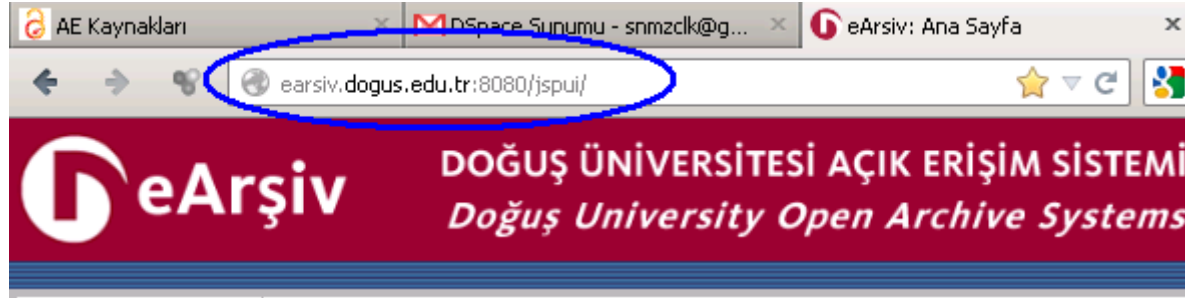 AE Kaynakları
DSpace Sunumu - snmzclk@g...
eArsiv: Ana Sayfa
earsiv.dogus.edu.tr:8080/jspui/
eArşiv
DOĞUŞ ÜNİVERSİTESİ AÇIK ERİŞİM SİSTEMİ
Doğuş University Open Archive Systems